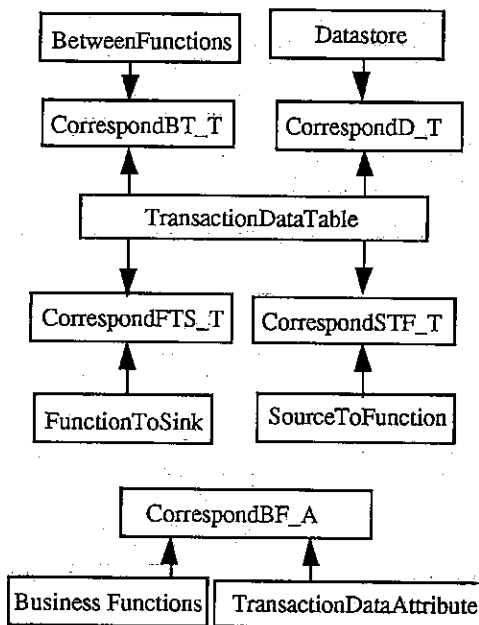 BetweenFunctions
Datastore
CorrespondBT_T
CorrespondD_T
TransactionDataTable
CorrespondFTS_T
CorrespondSTF_T
FunctionToSink
SourceToFunction
CorrespondBF_A
Business Functions
TransactionDataAttribute